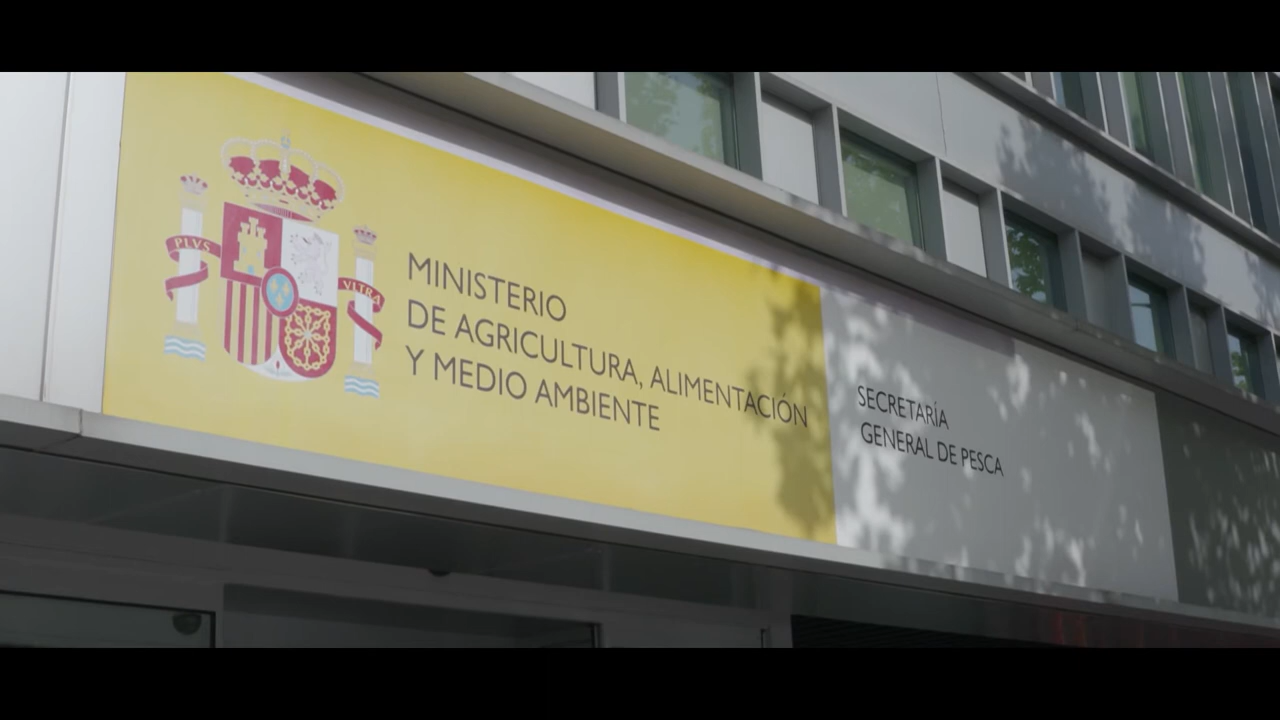 PLVS
VLTRA
MINISTERIO
DE AGRICULTURA, ALIMENTACIÓN
Y MEDIO AMBIENTE
SECRETARÍA
GENERAL DE PESCA